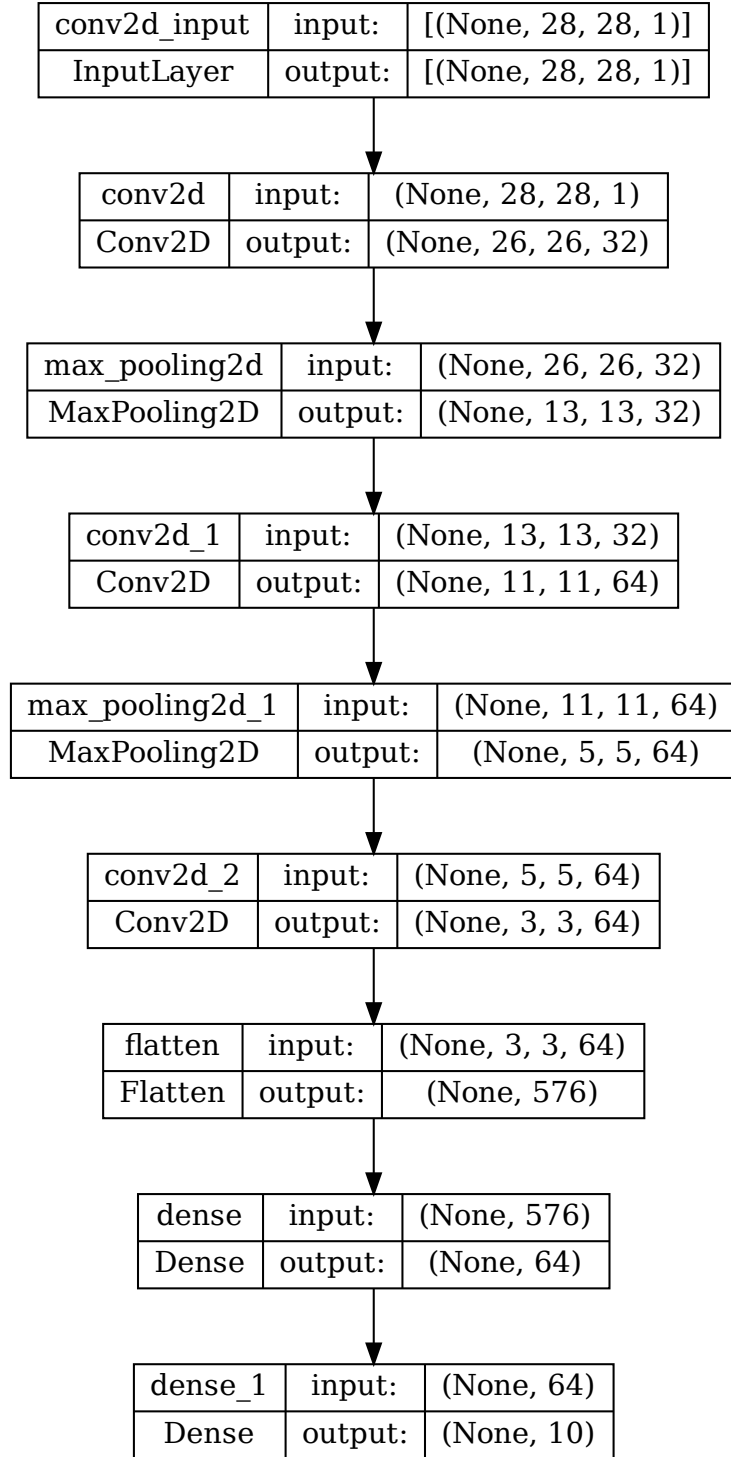 conv2d_input input: [(None, 28, 28, 1)]
InputLayer output: [(None, 28, 28, 1)]
conv2d input: (None, 28, 28, 1)
Conv2D output: (None, 26, 26, 32)
max_pooling2d input: (None, 26, 26, 32)
MaxPooling2D output: (None, 13, 13, 32)
conv2d_1 input: (None, 13, 13, 32)
Conv2D output: (None, 11, 11, 64)
max_pooling2d_1 input: (None, 11, 11, 64)
MaxPooling2D output: (None, 5, 5, 64)
conv2d_2 input: (None, 5, 5, 64)
Conv2D output: (None, 3, 3, 64)
flatten input: (None, 3, 3, 64)
Flatten output: (None, 576)
dense input: (None, 576)
Dense output: (None, 64)
dense_1 input: (None, 64)
Dense output: (None, 10)